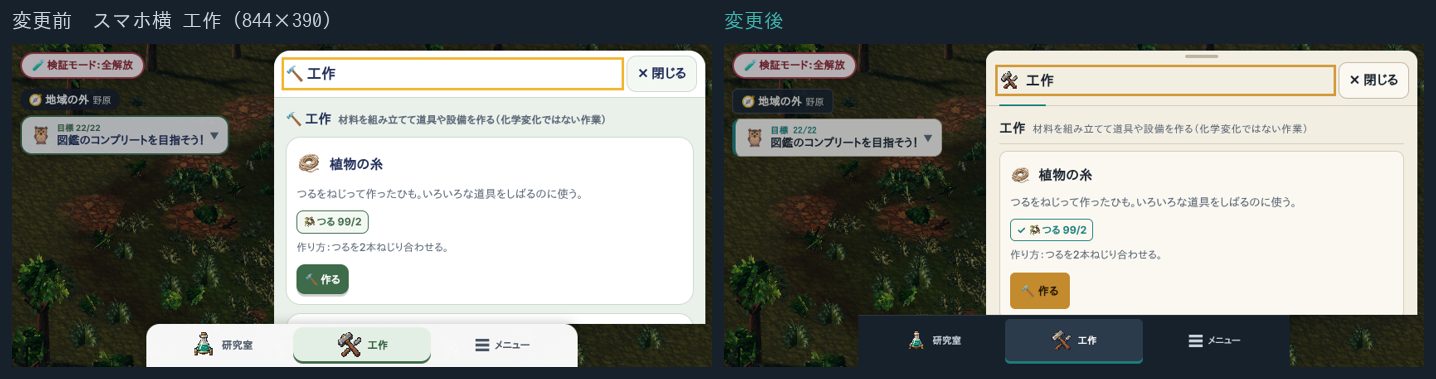 変更前　スマホ横 工作 (844×390)
検証モード:全解放
地域の外 野原
目標 22/22
図鑑のコンプリートを目指そう! ▼
工作
✕ 閉じる
工作 材料を組み立てて道具や設備を作る(化学変化ではない作業)
植物の糸
つるをねじって作ったひも。いろいろな道具をしばるのに使う。
つる 99/2
作り方:つるを2本ねじり合わせる。
作る
研究室
工作
メニュー
変更後
検証モード:全解放
地域の外 野原
目標 22/22
図鑑のコンプリートを目指そう! ▼
工作
✕ 閉じる
工作 材料を組み立てて道具や設備を作る(化学変化ではない作業)
植物の糸
つるをねじって作ったひも。いろいろな道具をしばるのに使う。
✓ つる 99/2
作り方:つるを2本ねじり合わせる。
作る
研究室
工作
メニュー